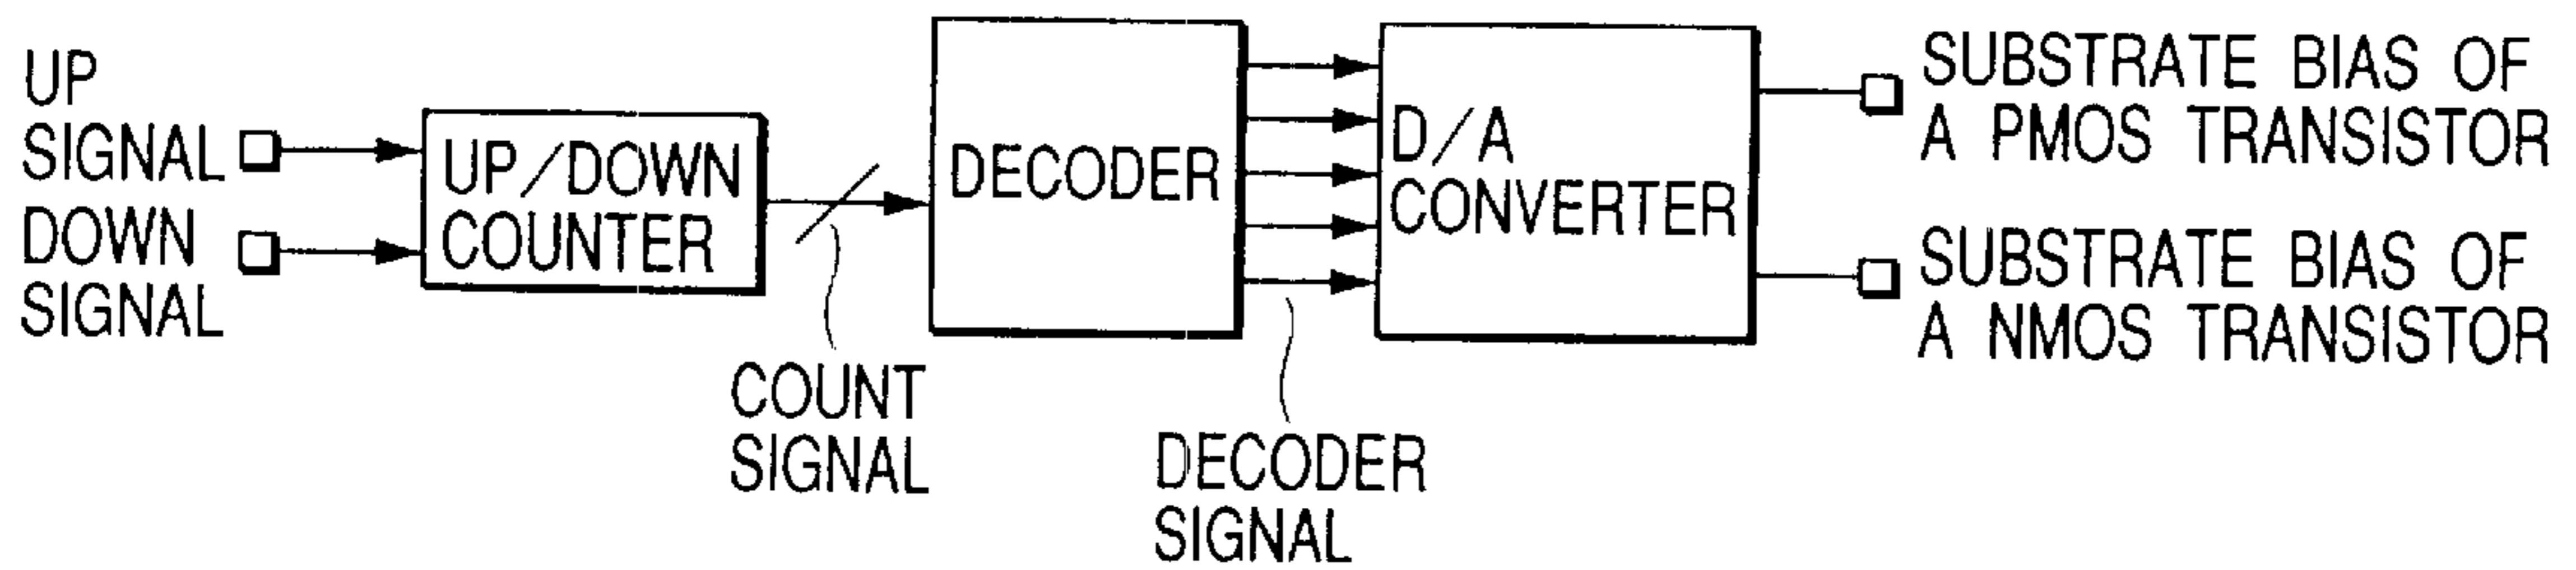 UP
SIGNAL
DOWN
SIGNAL
UP/DOWN
COUNTER
COUNT
SIGNAL
DECODER
DECODER
SIGNAL
D/A
CONVERTER
SUBSTRATE BIAS OF
A PMOS TRANSISTOR
SUBSTRATE BIAS OF
A NMOS TRANSISTOR